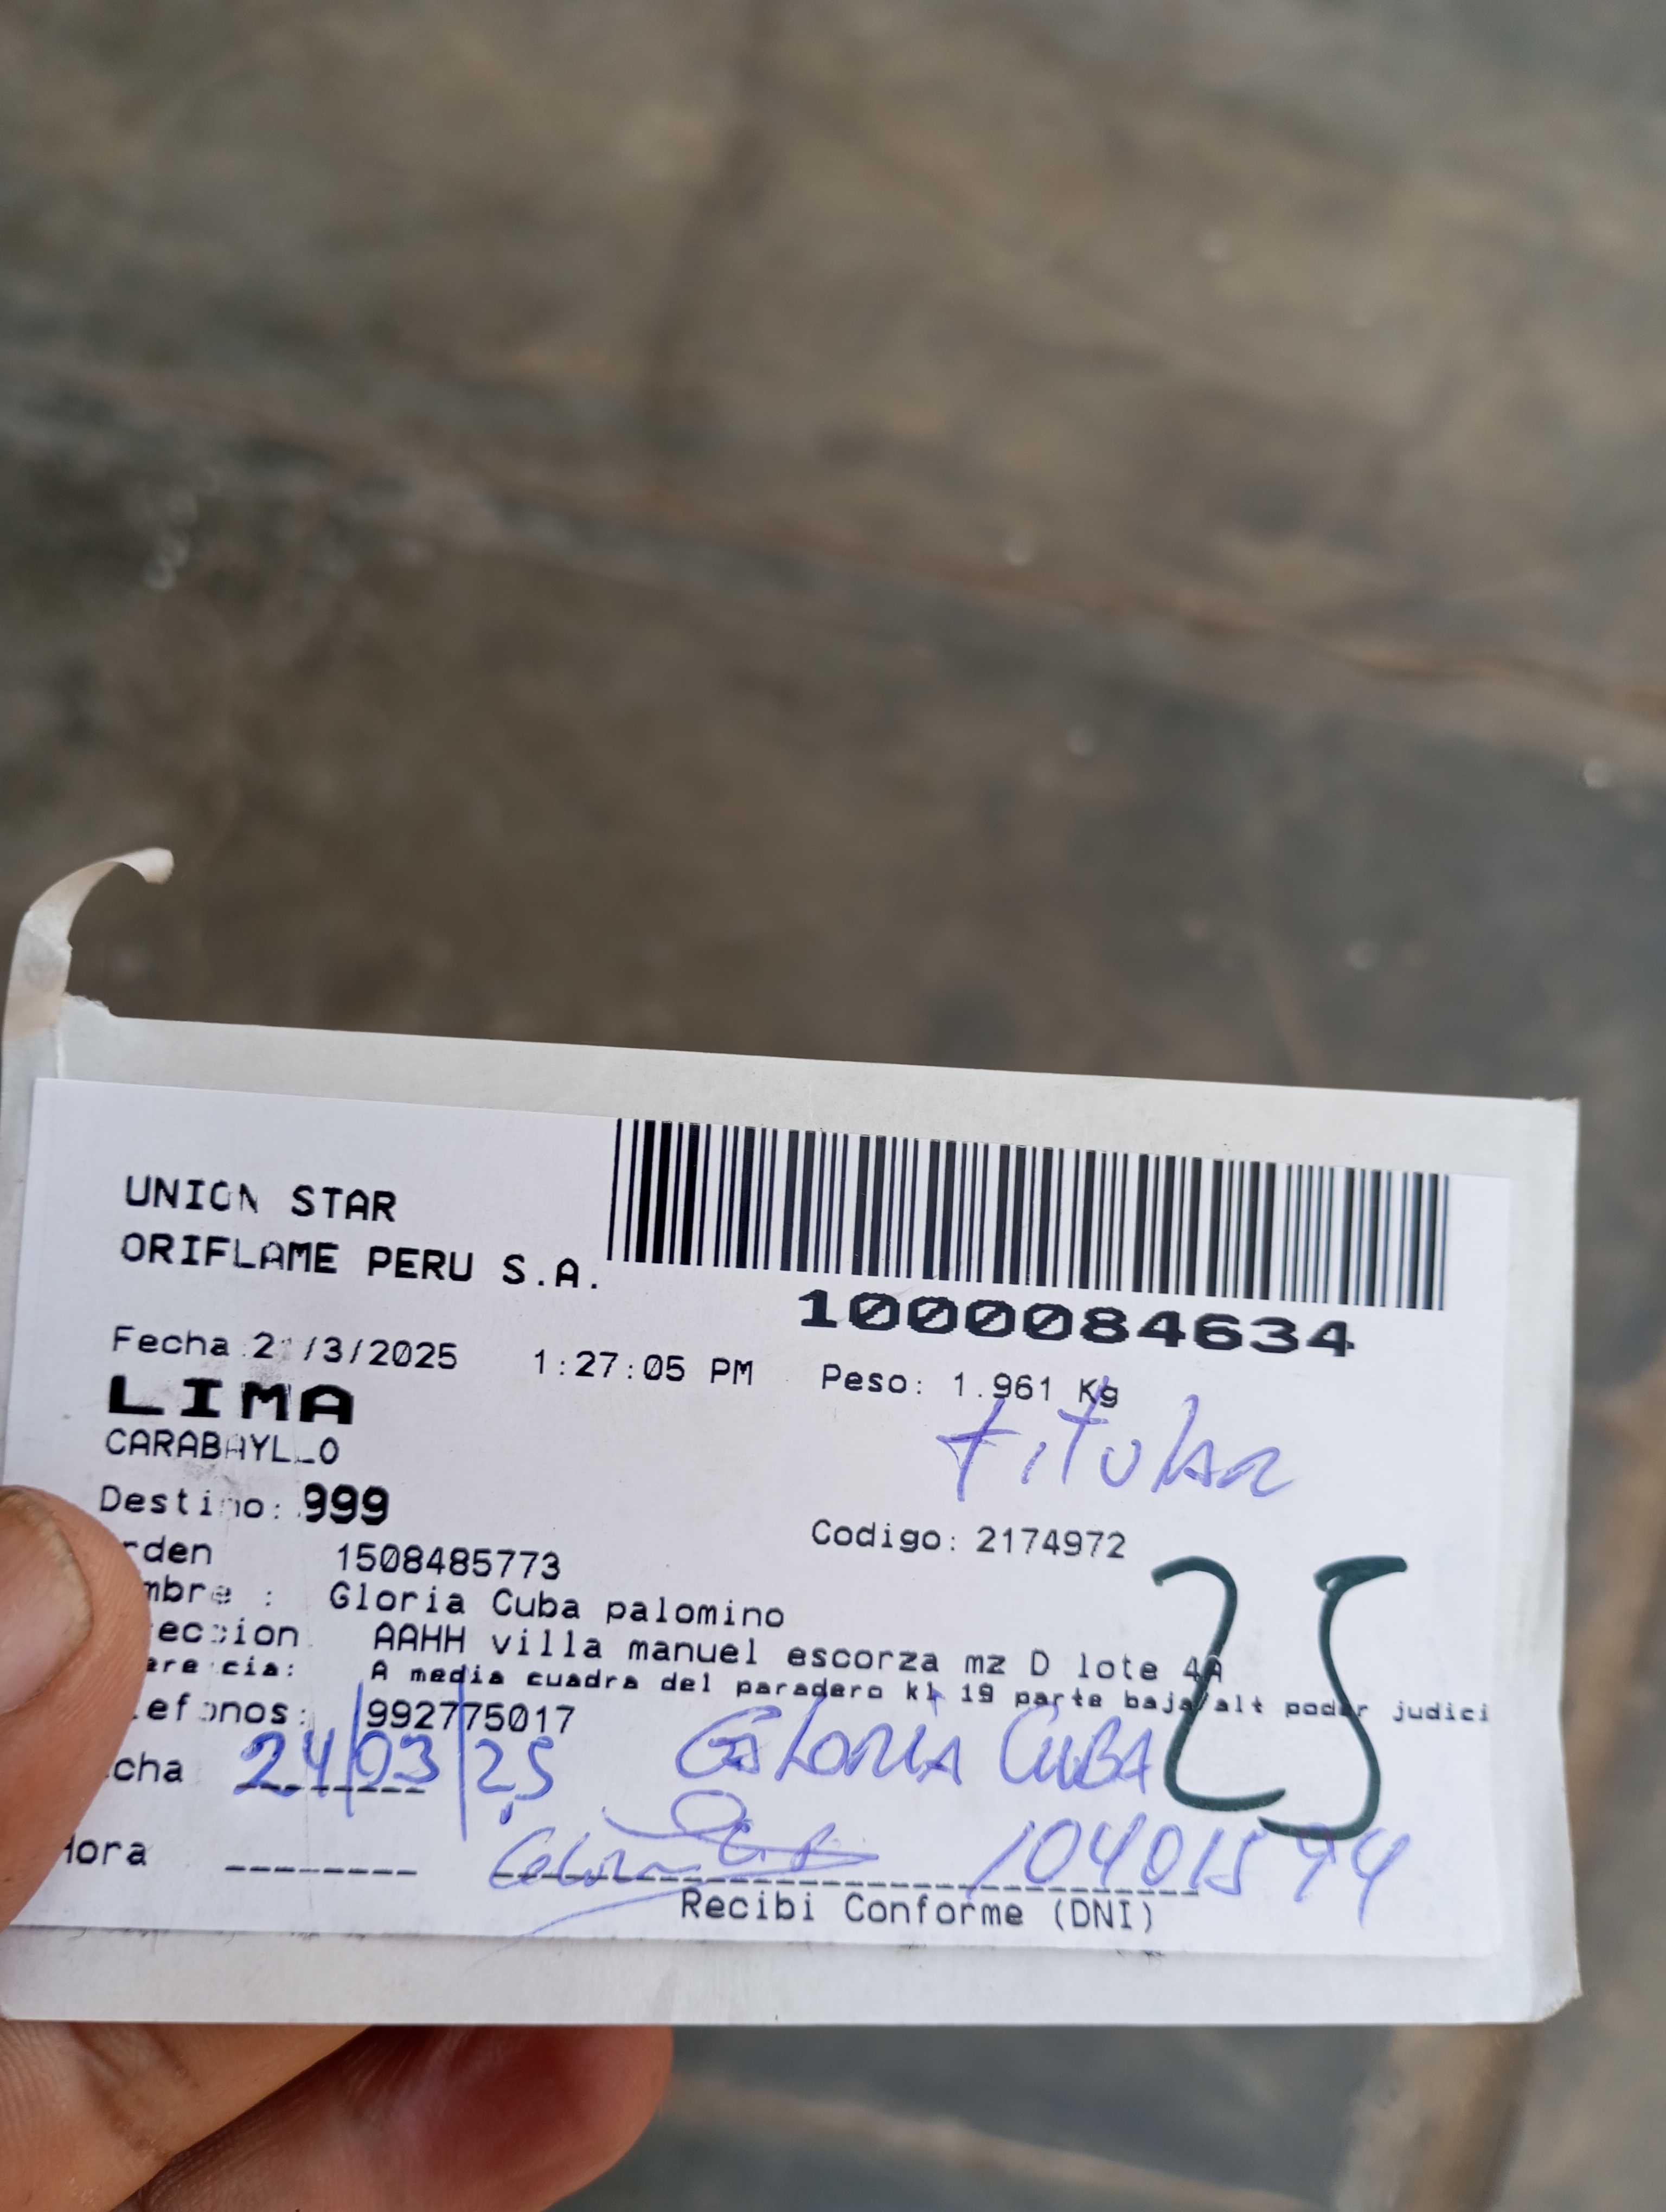 UNION STAR
ORIFLAME PERU S.A.
1000084634
Fecha 2 /3/2025 1:27:05 PM Peso: 1.961 Kg
LIMA
titular
CARABAYLLO
Destino: 999
Codigo: 2174972
rden 1508485773
mbre : Gloria Cuba palomino
25
eccion AAHH villa manuel escorza mz D lote 4A
erencia: A media cuadra del paradero 19 parte baja/alt poder judici
efonos: 992775017
cha 24/03/25 GLORIA CUBA
Hora 10401594
Recibi Conforme (DNI)